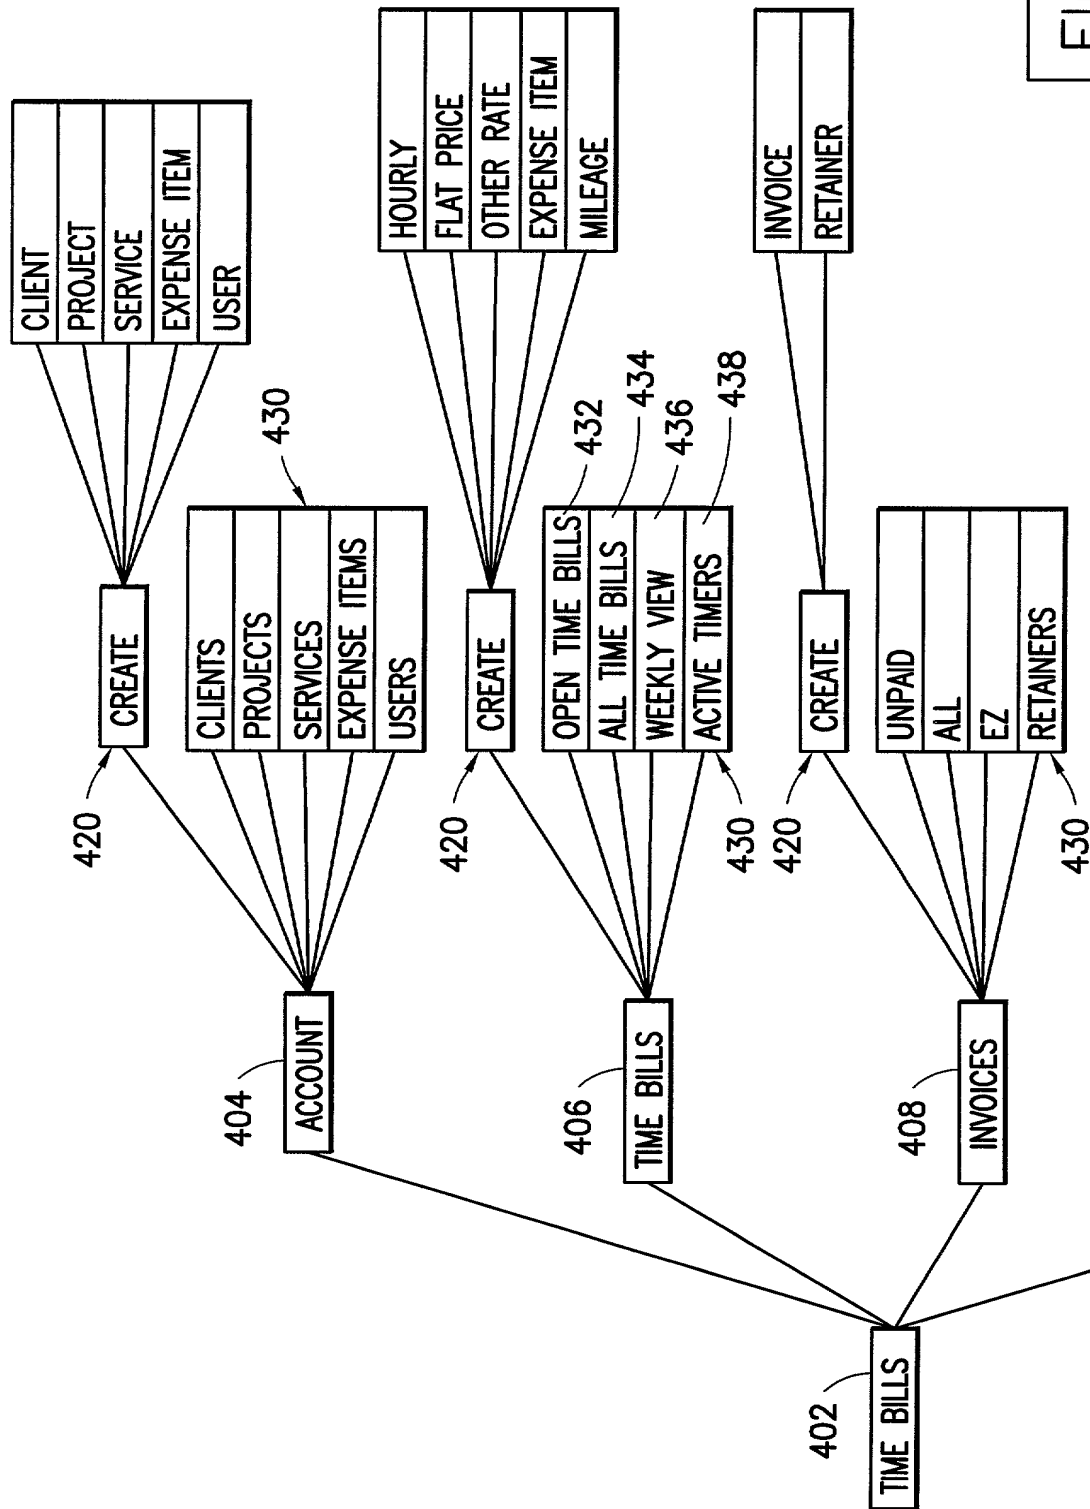 CLIENT
PROJECT
SERVICE
EXPENSE ITEM
USER
420
CREATE
CLIENTS
PROJECTS
SERVICES
EXPENSE ITEMS
USERS
430
404
ACCOUNT
HOURLY
FLAT PRICE
OTHER RATE
EXPENSE ITEM
MILEAGE
420
CREATE
OPEN TIME BILLS
432
ALL TIME BILLS
434
WEEKLY VIEW
436
ACTIVE TIMERS
438
430
406
TIME BILLS
INVOICE
RETAINER
420
CREATE
UNPAID
ALL
EZ
RETAINERS
430
408
INVOICES
402
TIME BILLS